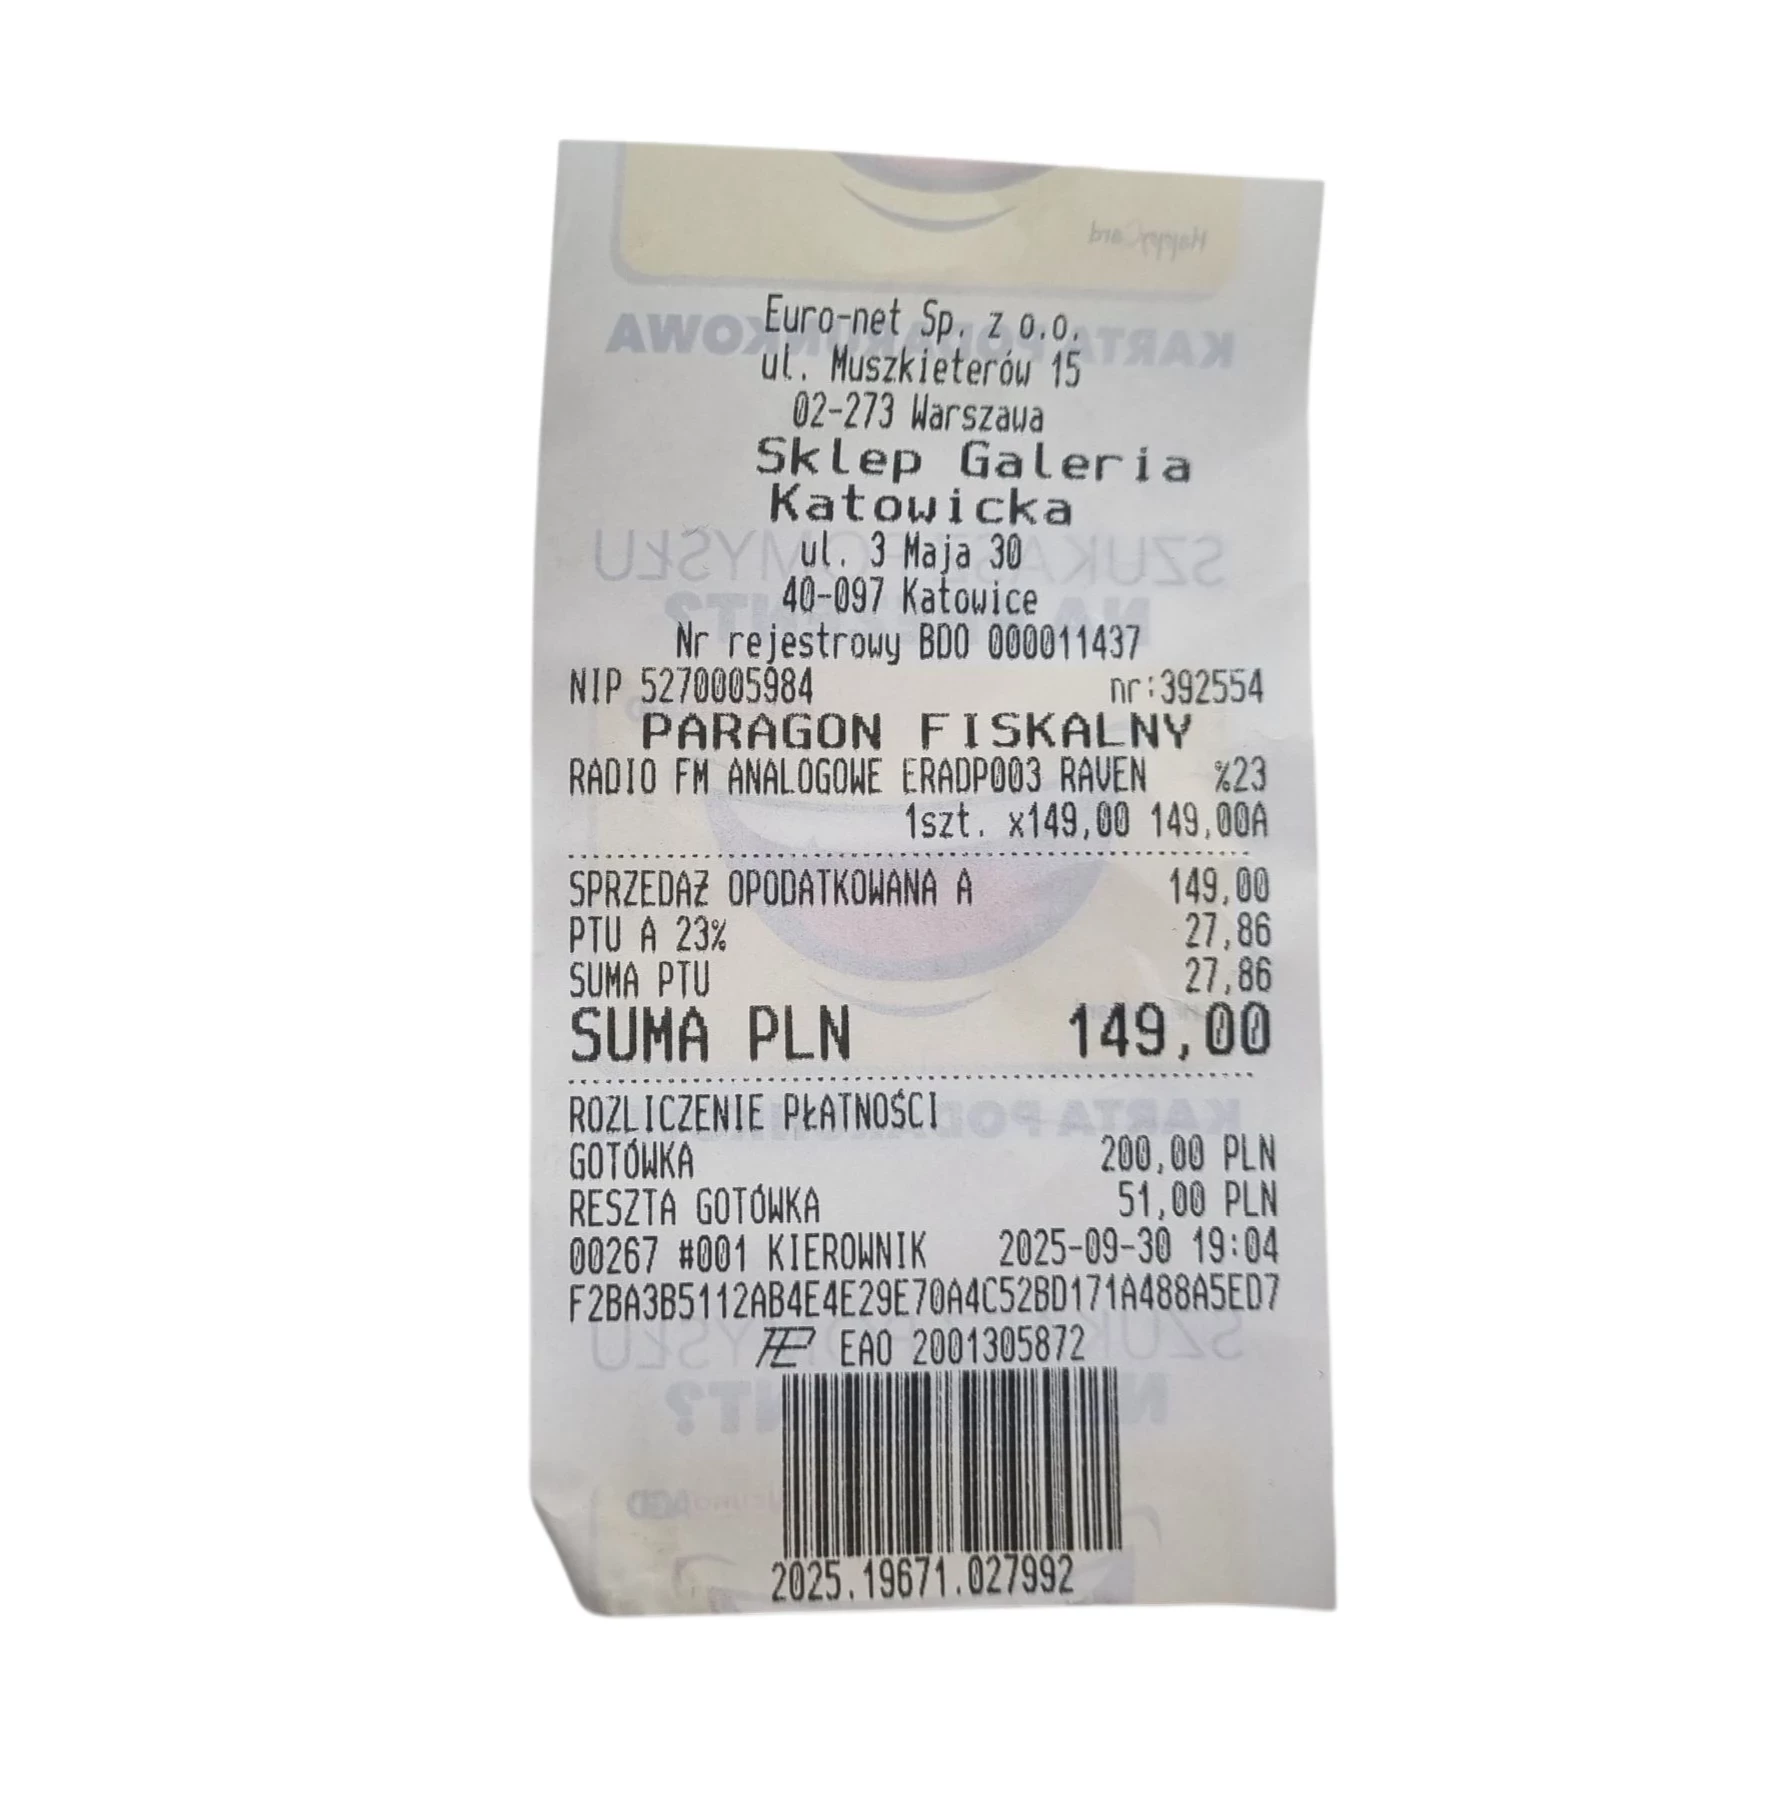 HappyCard
KARTA PODARUNKOWA
Euro-net Sp. z o.o.
ul. Muszkieterów 15
02-273 Warszawa
Sklep Galeria
Katowicka
ul. 3 Maja 30
40-097 Katowice
Nr rejestrowy BDO 000011437
NIP 5270005984 nr:392554
PARAGON FISKALNY
RADIO FM ANALOGOWE ERADP003 RAVEN %23
1szt. x149,00 149,00A
SPRZEDAŻ OPODATKOWANA A 149,00
PTU A 23% 27,86
SUMA PTU 27,86
SUMA PLN 149,00
ROZLICZENIE PŁATNOŚCI
GOTÓWKA 200,00 PLN
RESZTA GOTÓWKA 51,00 PLN
00267 #001 KIEROWNIK 2025-09-30 19:04
F2BA3B5112AB4E4E29E70A4C52BD171A488A5ED7
EAO 2001305872
2025.19671.027992